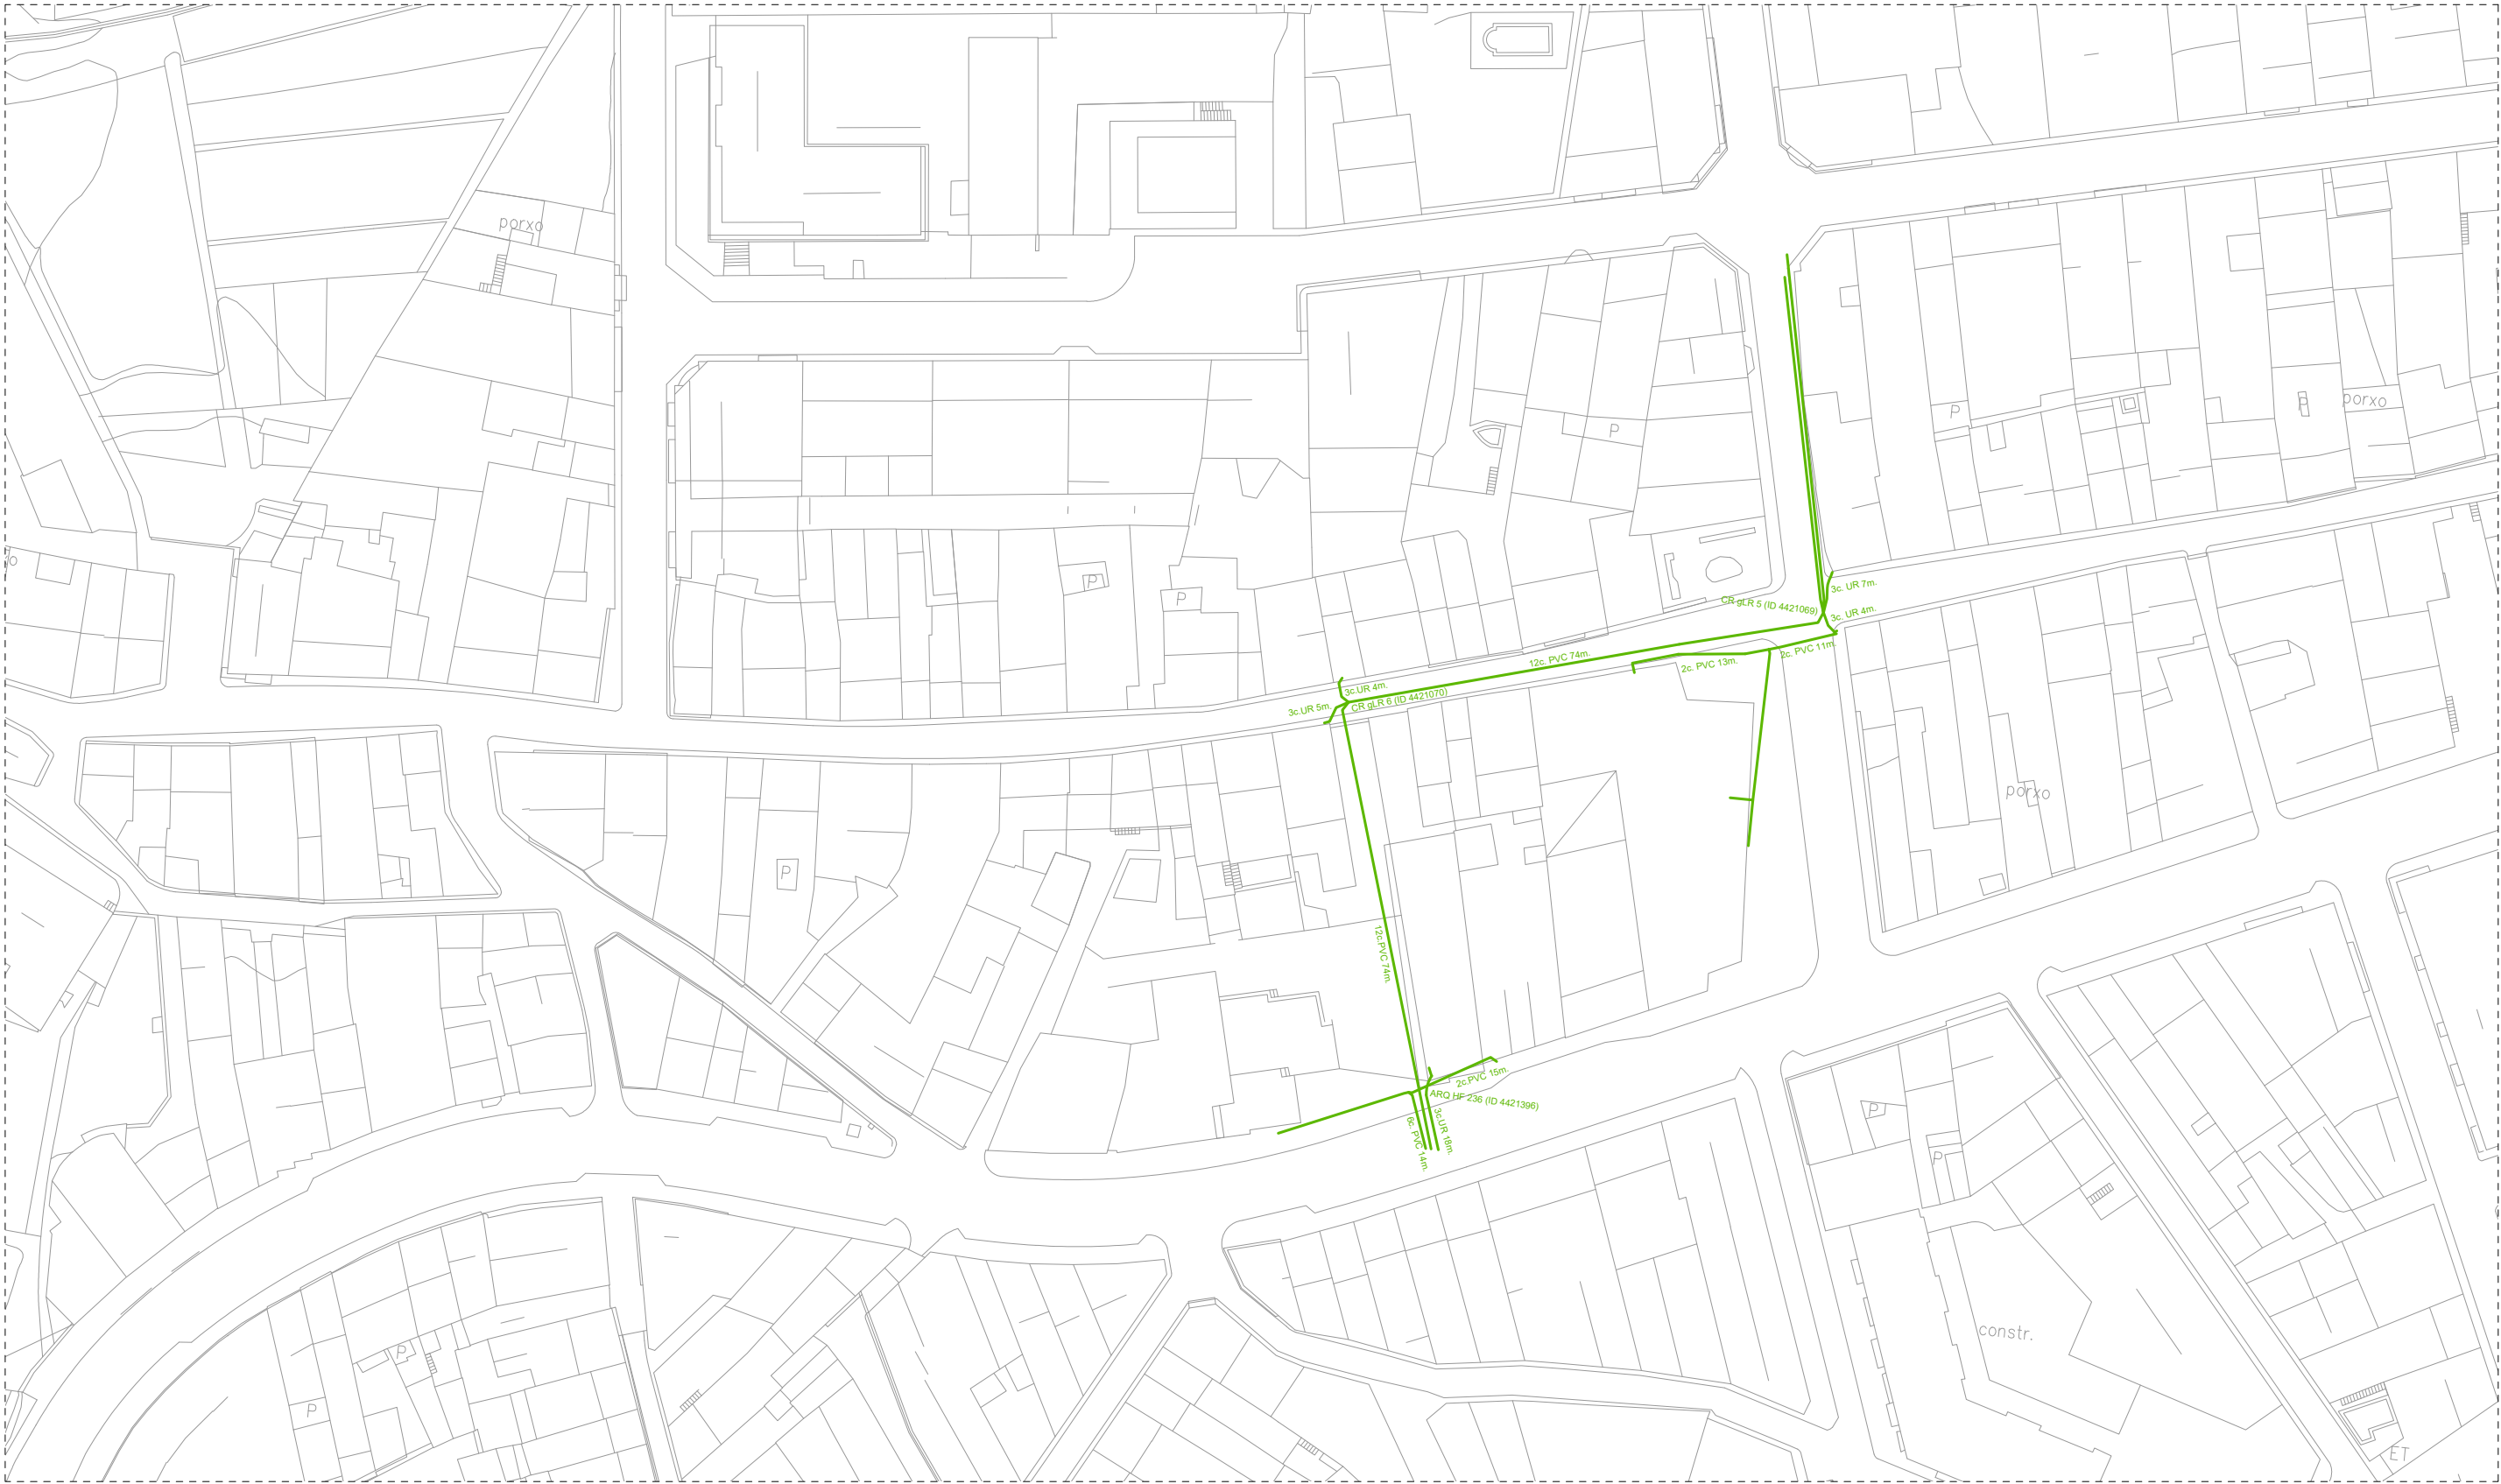 porxo
P
porxo
P
P
3c. UR 7m.
P
P
CR gLR 5 (ID 4421069)
3c. UR 4m.
2c. PVC 11m.
12c. PVC 74m.
2c. PVC 13m.
3c.UR 4m.
CR gLR 6 (ID 4421070)
3c.UR 5m.
porxo
P
12c.PVC 74m.
2c.PVC 15m.
ARQ HF 236 (ID 4421396)
P
3c.UR 18m.
6c. PVC 14m.
P
constr.
P
P
ET